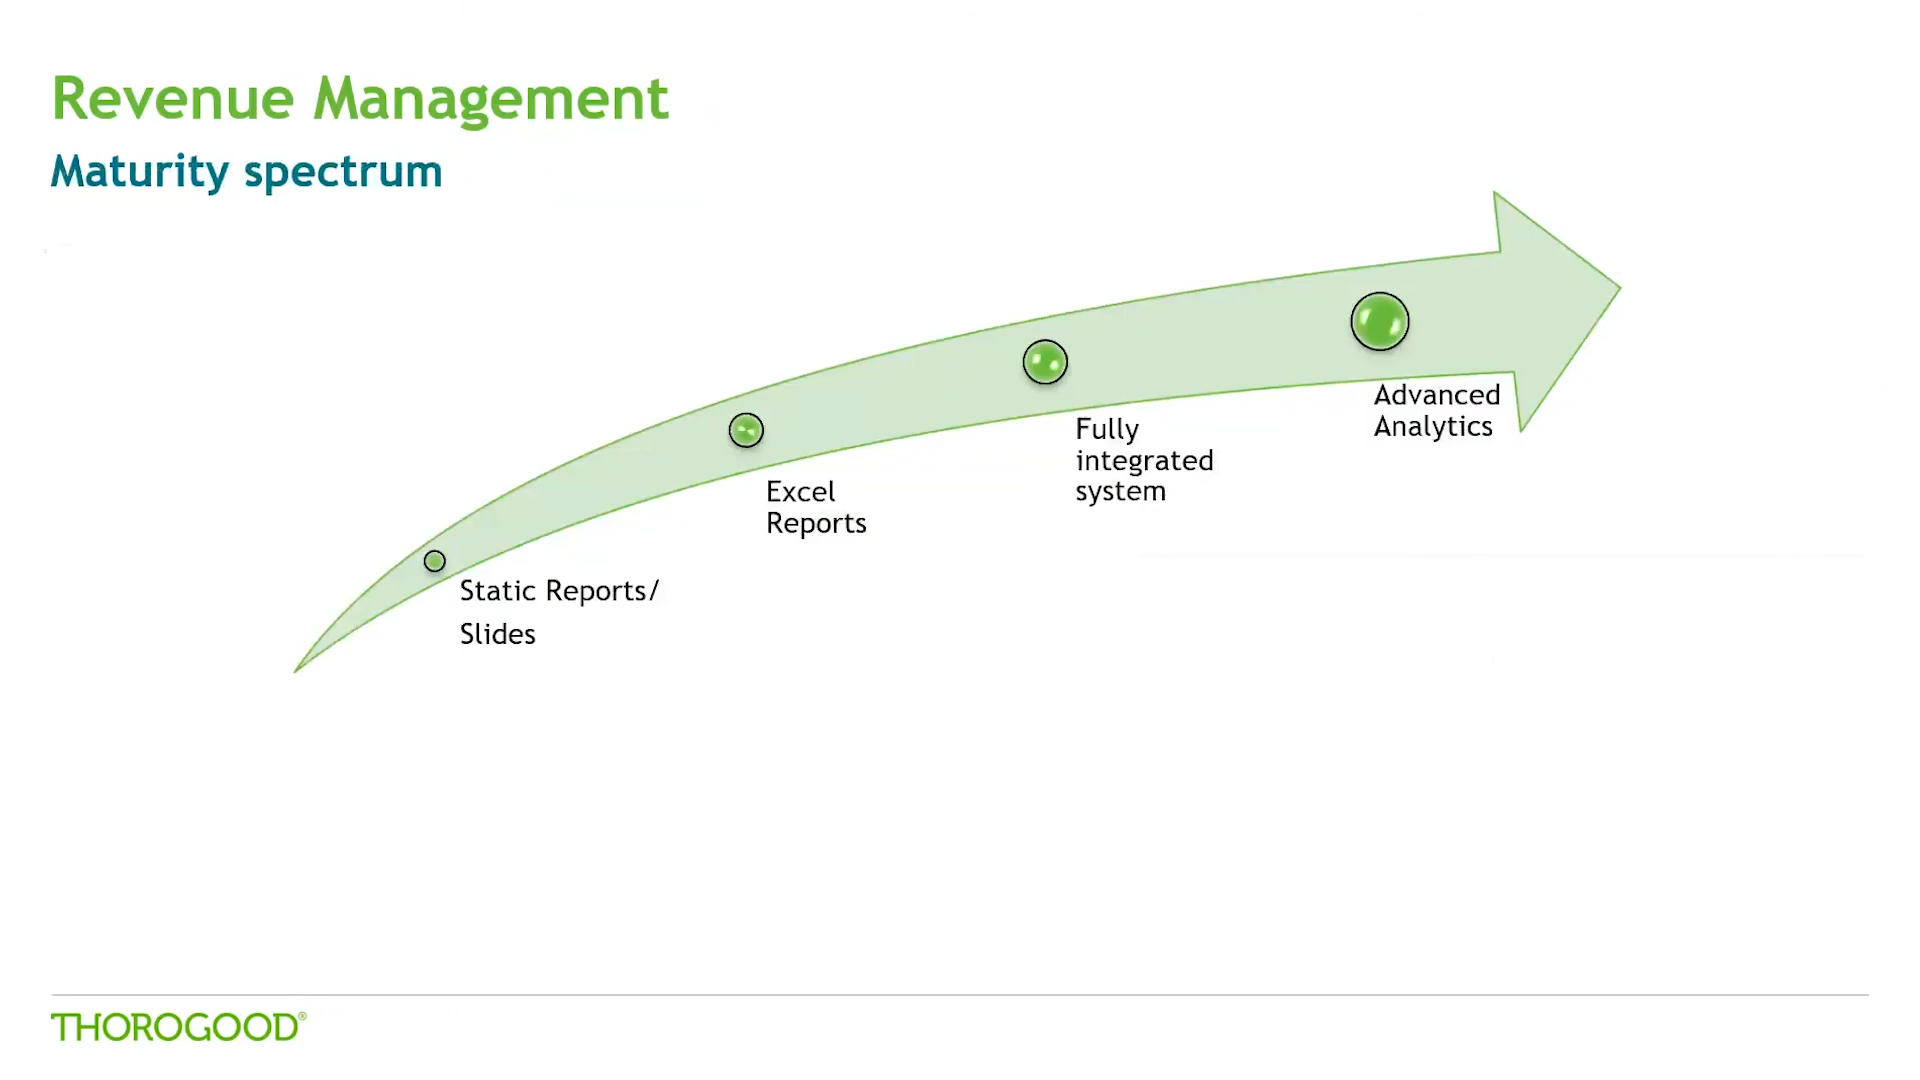 Revenue Management
Maturity spectrum
Advanced
Analytics
Fully
integrated
system
Excel
Reports
Static Reports/
Slides
THOROGOOD®